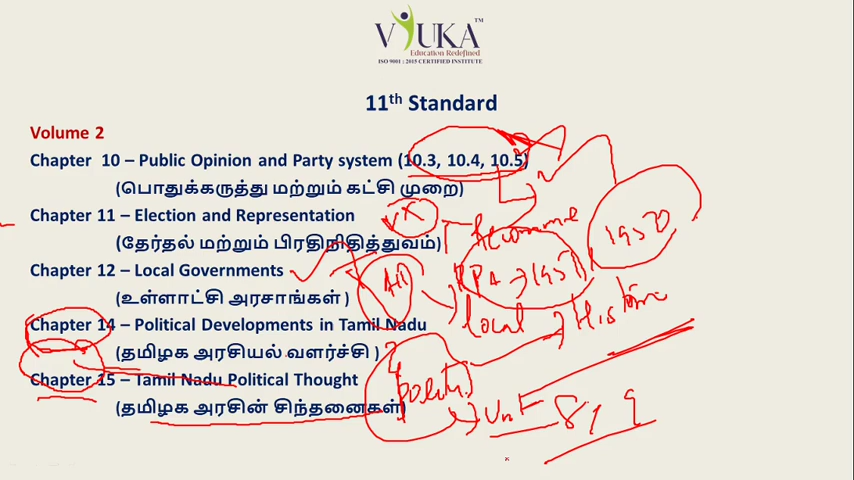 VIUKA™
Education Redefined
ISO 9001 : 2015 CERTIFIED INSTITUTE
11th Standard
Volume 2
Chapter 10 – Public Opinion and Party system (10.3, 10.4, 10.5)
(பொதுக்கருத்து மற்றும் கட்சி முறை)
Chapter 11 – Election and Representation
(தேர்தல் மற்றும் பிரதிநிதித்துவம்)
Chapter 12 – Local Governments
(உள்ளாட்சி அரசாங்கள் )
Chapter 14 – Political Developments in Tamil Nadu
(தமிழக அரசியல் வளர்ச்சி )
Chapter 15 – Tamil Nadu Political Thought
(தமிழக அரசின் சிந்தனைகள்)
1950
RPA → 1951
All
local
Unit 8, 9